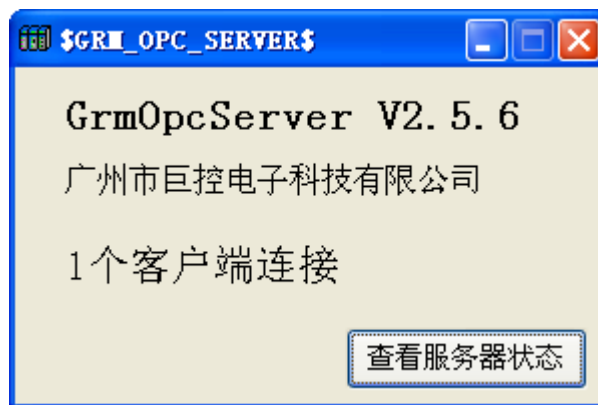 $GRM_OPC_SERVER$
GrmOpcServer V2.5.6
广州市巨控电子科技有限公司
1个客户端连接
查看服务器状态